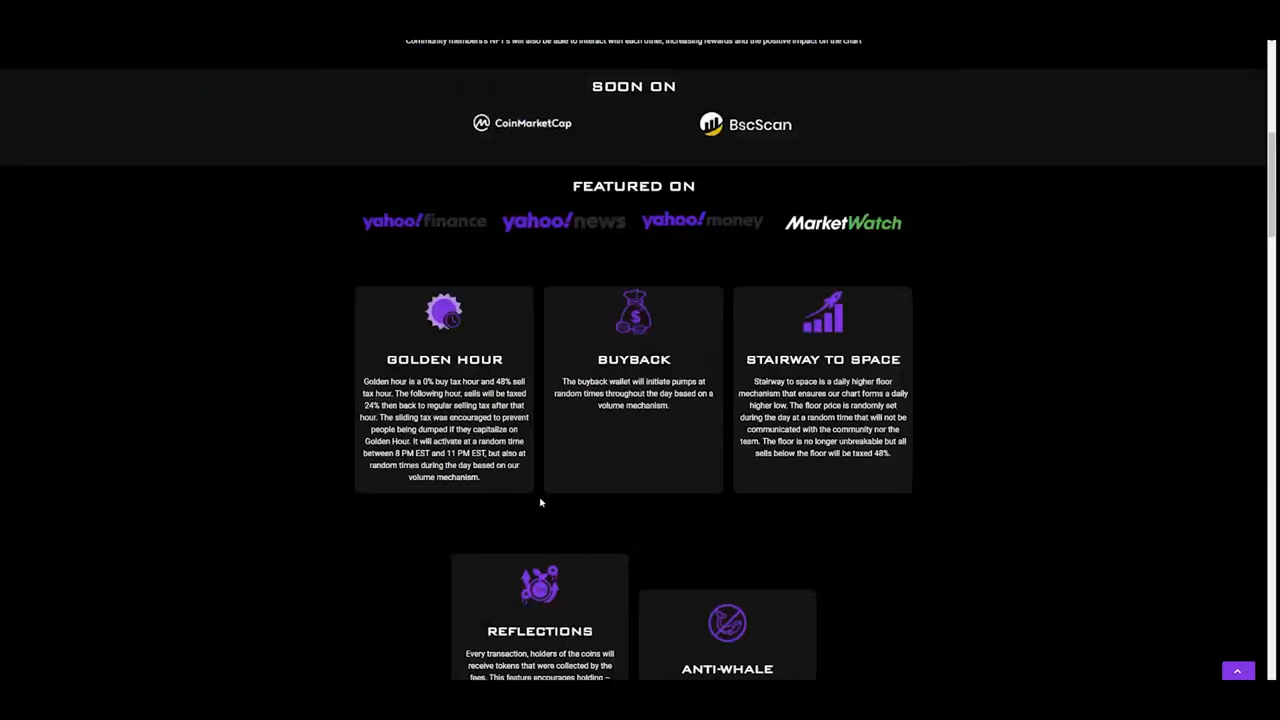 Community members's NFT's will also be able to interact with each other, increasing rewards and the positive impact on the chart
SOON ON
CoinMarketCap
BscScan
FEATURED ON
yahoo!finance
yahoo!news
yahoo!money
MarketWatch
GOLDEN HOUR
Golden hour is a 0% buy tax hour and 48% sell
tax hour. The following hour, sells will be taxed
24% then back to regular selling tax after that
hour. The sliding tax was encouraged to prevent
people being dumped if they capitalize on
Golden Hour. It will activate at a random time
between 8 PM EST and 11 PM EST, but also at
random times during the day based on our
volume mechanism.
BUYBACK
The buyback wallet will initiate pumps at
random times throughout the day based on a
volume mechanism.
STAIRWAY TO SPACE
Stairway to space is a daily higher floor
mechanism that ensures our chart forms a daily
higher low. The floor price is randomly set
during the day at a random time that will not be
communicated with the community nor the
team. The floor is no longer unbreakable but all
sells below the floor will be taxed 48%.
REFLECTIONS
Every transaction, holders of the coins will
receive tokens that were collected by the
fees. This feature encourages holding –
ANTI-WHALE